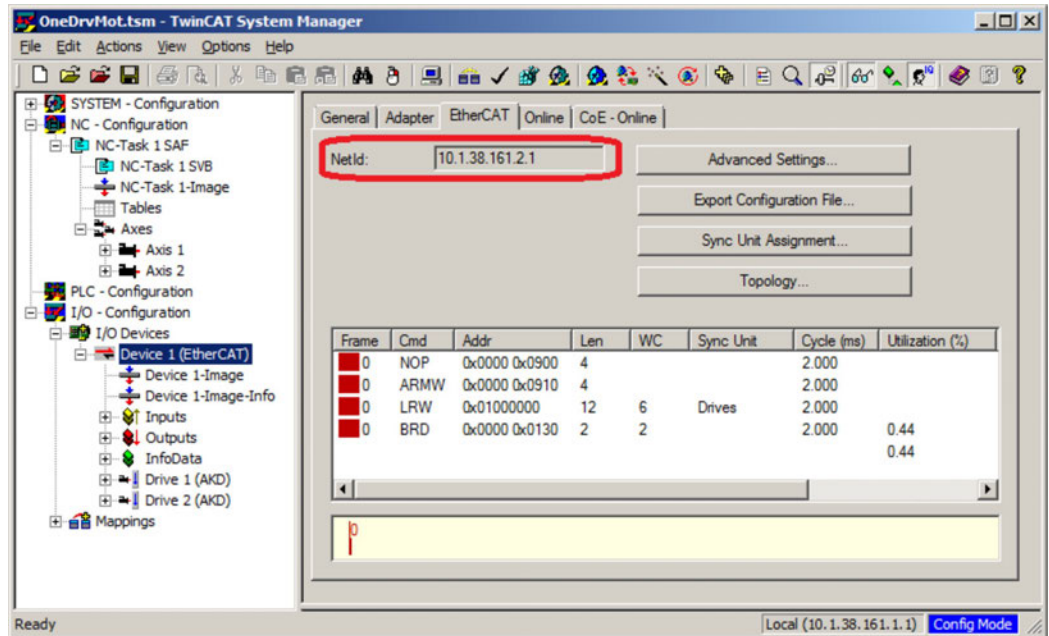 OneDrvMot.tsm - TwinCAT System Manager
File Edit Actions View Options Help
SYSTEM - Configuration
NC - Configuration
NC-Task 1 SAF
NC-Task 1 SVB
NC-Task 1-Image
Tables
Axes
Axis 1
Axis 2
PLC - Configuration
I/O - Configuration
I/O Devices
Device 1 (EtherCAT)
Device 1-Image
Device 1-Image-Info
Inputs
Outputs
InfoData
Drive 1 (AKD)
Drive 2 (AKD)
Mappings
General Adapter EtherCAT Online CoE - Online
NetId: 10.1.38.161.2.1
Advanced Settings...
Export Configuration File...
Sync Unit Assignment...
Topology...
Frame Cmd Addr Len WC Sync Unit Cycle (ms) Utilization (%)
0 NOP 0x0000 0x0900 4 2.000
0 ARMW 0x0000 0x0910 4 2.000
0 LRW 0x01000000 12 6 Drives 2.000
0 BRD 0x0000 0x0130 2 2 2.000 0.44
0.44
0
Ready Local (10.1.38.161.1.1) Config Mode